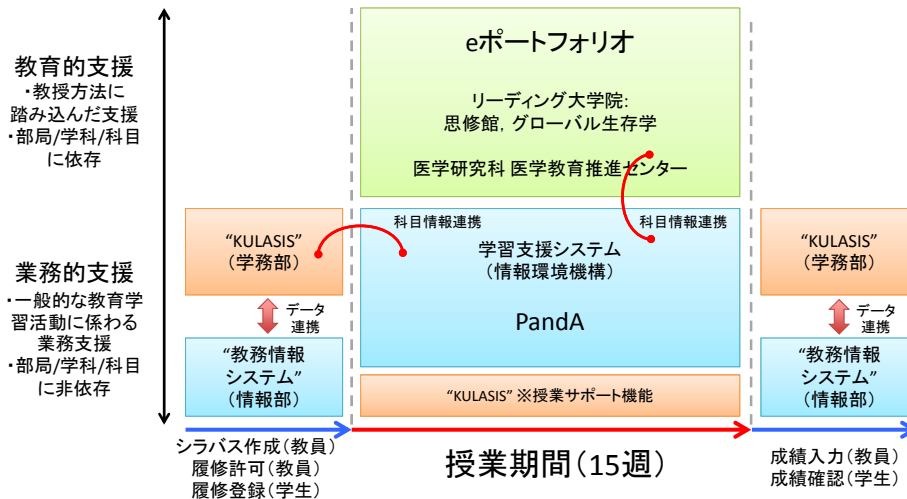 教育的支援
・教授方法に
踏み込んだ支援
・部局/学科/科目
に依存
業務的支援
・一般的な教育学
習活動に係わる
業務支援
・部局/学科/科目
に非依存
“KULASIS”
(学務部)
データ
連携
“教務情報
システム”
(情報部)
シラバス作成(教員)
履修許可(教員)
履修登録(学生)
eポートフォリオ
リーディング大学院:
思修館, グローバル生存学
医学研究科 医学教育推進センター
科目情報連携
科目情報連携
学習支援システム
(情報環境機構)
PandA
“KULASIS” ※授業サポート機能
授業期間(15週)
“KULASIS”
(学務部)
データ
連携
“教務情報
システム”
(情報部)
成績入力(教員)
成績確認(学生)